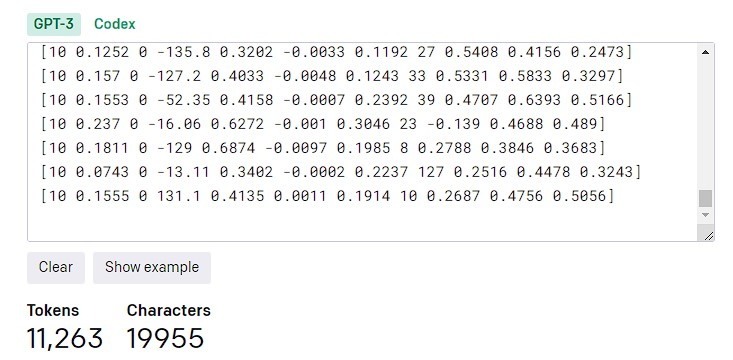 GPT-3 Codex
[10 0.1252 0 -135.8 0.3202 -0.0033 0.1192 27 0.5408 0.4156 0.2473]
[10 0.157 0 -127.2 0.4033 -0.0048 0.1243 33 0.5331 0.5833 0.3297]
[10 0.1553 0 -52.35 0.4158 -0.0007 0.2392 39 0.4707 0.6393 0.5166]
[10 0.237 0 -16.06 0.6272 -0.001 0.3046 23 -0.139 0.4688 0.489]
[10 0.1811 0 -129 0.6874 -0.0097 0.1985 8 0.2788 0.3846 0.3683]
[10 0.0743 0 -13.11 0.3402 -0.0002 0.2237 127 0.2516 0.4478 0.3243]
[10 0.1555 0 131.1 0.4135 0.0011 0.1914 10 0.2687 0.4756 0.5056]
Clear Show example
Tokens Characters
11,263 19955